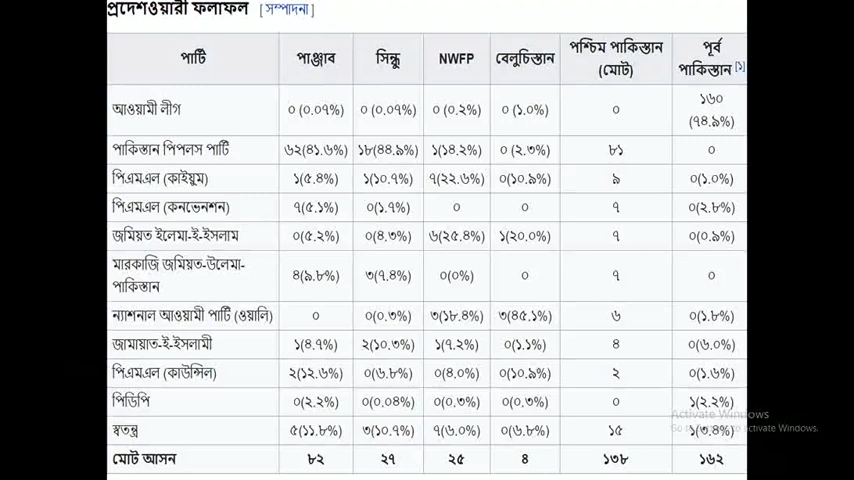 প্রদেশওয়ারী ফলাফল [সম্পাদনা]
পার্টি পাঞ্জাব সিন্ধু NWFP বেলুচিস্তান পশ্চিম পাকিস্তান (মোট) পূর্ব পাকিস্তান [১]
আওয়ামী লীগ ০ (০.০৭%) ০ (০.০৭%) ০ (০.২%) ০ (১.০%) ০ ১৬০ (৭৪.৯%)
পাকিস্তান পিপলস পার্টি ৬২(৪১.৬%) ১৮(৪৪.৯%) ১(১৪.২%) ০ (২.৩%) ৮১ ০
পিএমএল (কাইয়ুম) ১(৫.৪%) ১(১০.৭%) ৭(২২.৬%) ০(১০.৯%) ৯ ০(১.০%)
পিএমএল (কনভেনশন) ৭(৫.১%) ০(১.৭%) ০ ০ ৭ ০(২.৮%)
জমিয়ত ইলেমা-ই-ইসলাম ০(৫.২%) ০(৪.৩%) ৬(২৫.৪%) ১(২০.০%) ৭ ০(০.৯%)
মারকাজি জমিয়ত-উলেমা-পাকিস্তান ৪(৯.৮%) ৩(৭.৪%) ০(০%) ০ ৭ ০
ন্যাশনাল আওয়ামী পার্টি (ওয়ালি) ০ ০(০.৩%) ৩(১৮.৪%) ৩(৪৫.১%) ৬ ০(১.৮%)
জামায়াত-ই-ইসলামী ১(৪.৭%) ২(১০.৩%) ১(৭.২%) ০(১.১%) ৪ ০(৬.০%)
পিএমএল (কাউন্সিল) ২(১২.৬%) ০(৬.৮%) ০(৪.০%) ০(১০.৯%) ২ ০(১.৬%)
পিডিপি ০(২.২%) ০(০.০৪%) ০(০.৩%) ০(০.৩%) ০ ১(২.২%)
স্বতন্ত্র ৫(১১.৮%) ৩(১০.৭%) ৭(৬.০%) ০(৬.৮%) ১৫ ১(৩.৪%)
মোট আসন ৮২ ২৭ ২৫ ৪ ১৩৮ ১৬২
Activate Windows
Go to Settings to activate Windows.